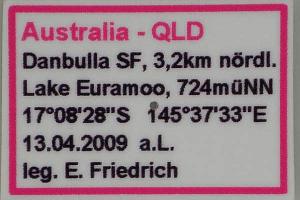 Australia - QLD
Danbulla SF, 3,2km nördl.
Lake Euramoo, 724müNN
17°08'28"S 145°37'33"E
13.04.2009 a.L.
leg. E. Friedrich